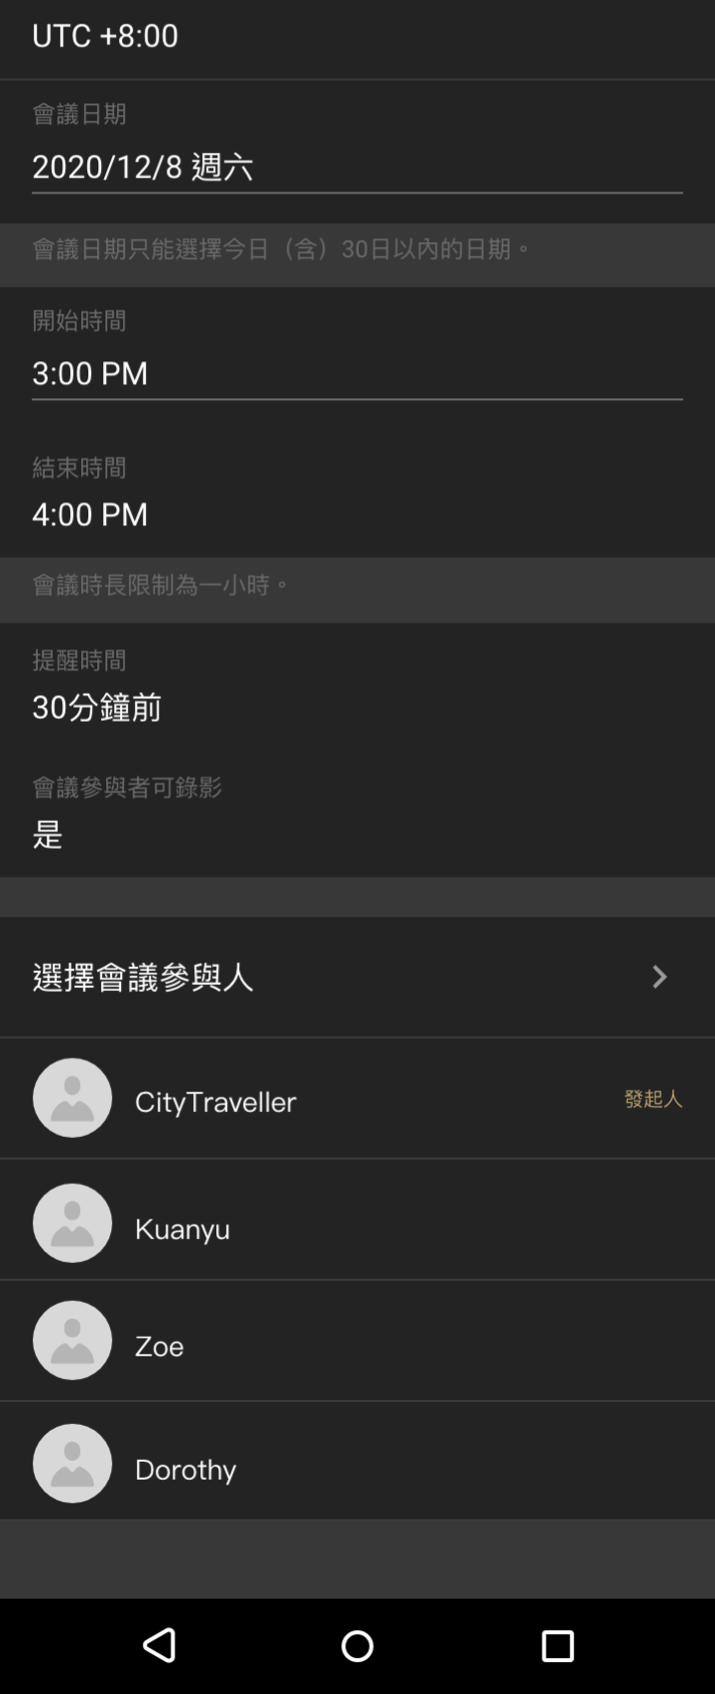 UTC +8:00
會議日期
2020/12/8 週六
會議日期只能選擇今日（含）30日以內的日期。
開始時間
3:00 PM
結束時間
4:00 PM
會議時長限制為一小時。
提醒時間
30分鐘前
會議參與者可錄影
是
選擇會議參與人
CityTraveller
發起人
Kuanyu
Zoe
Dorothy